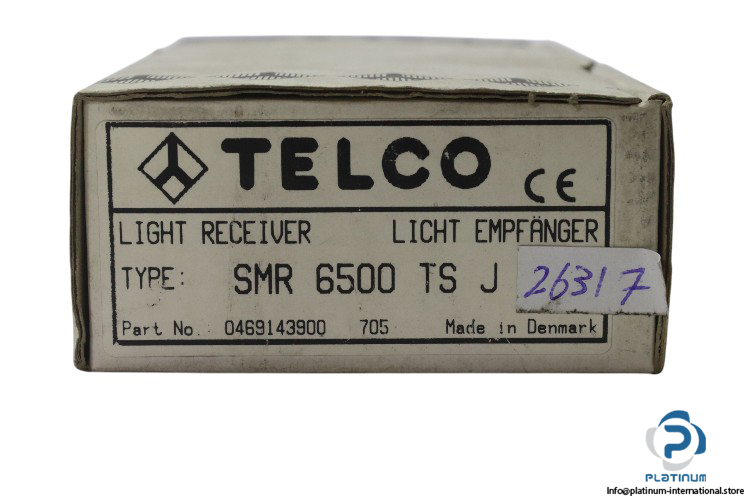 TELCO CE
LIGHT RECEIVER LICHT EMPFÄNGER
TYPE: SMR 6500 TS J 26317
Part No.: 0469143900 705 Made in Denmark
PLATINUM
Info@platinum-international.store